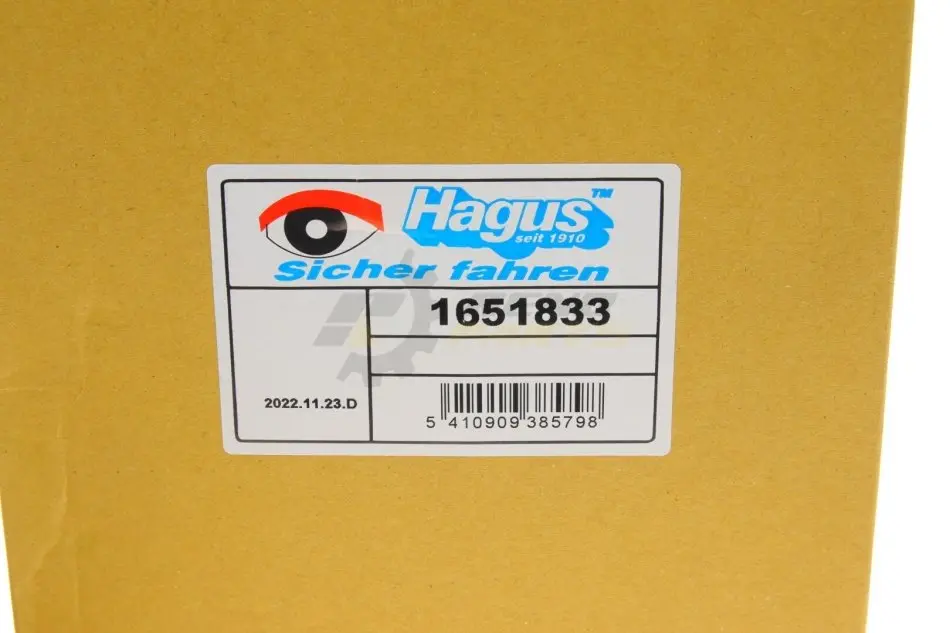 Hagus™
seit 1910
Sicher fahren
1651833
2022.11.23.D
5 410909 385798